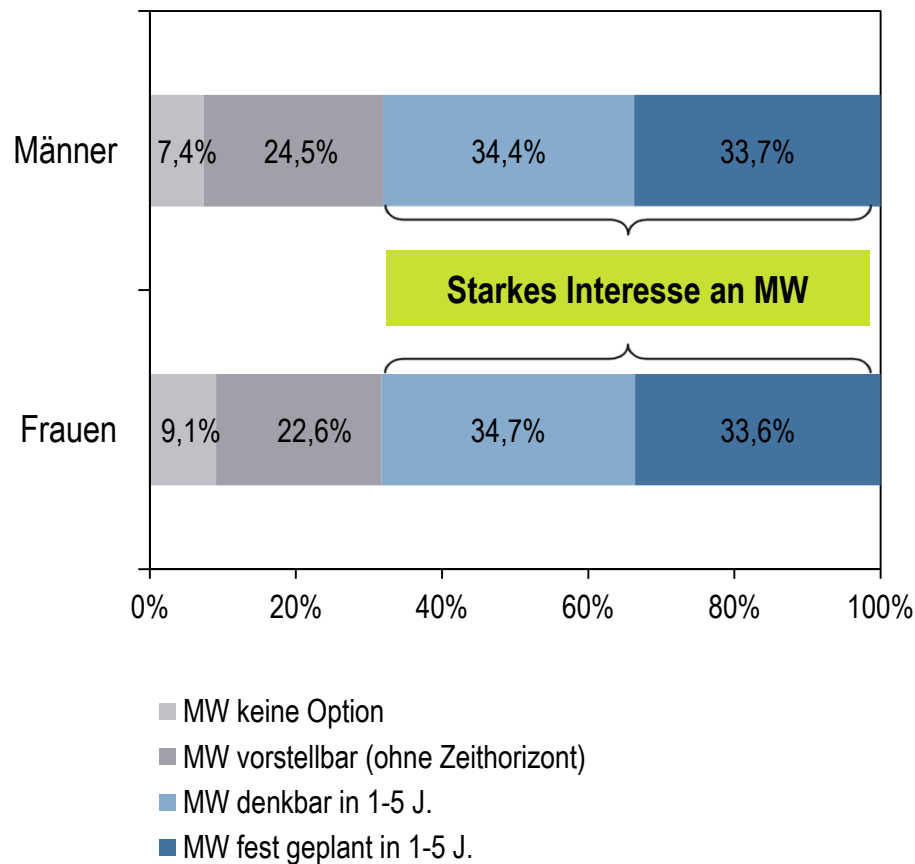 Männer
7,4% 24,5% 34,4% 33,7%
Starkes Interesse an MW
Frauen
9,1% 22,6% 34,7% 33,6%
0% 20% 40% 60% 80% 100%
MW keine Option
MW vorstellbar (ohne Zeithorizont)
MW denkbar in 1-5 J.
MW fest geplant in 1-5 J.